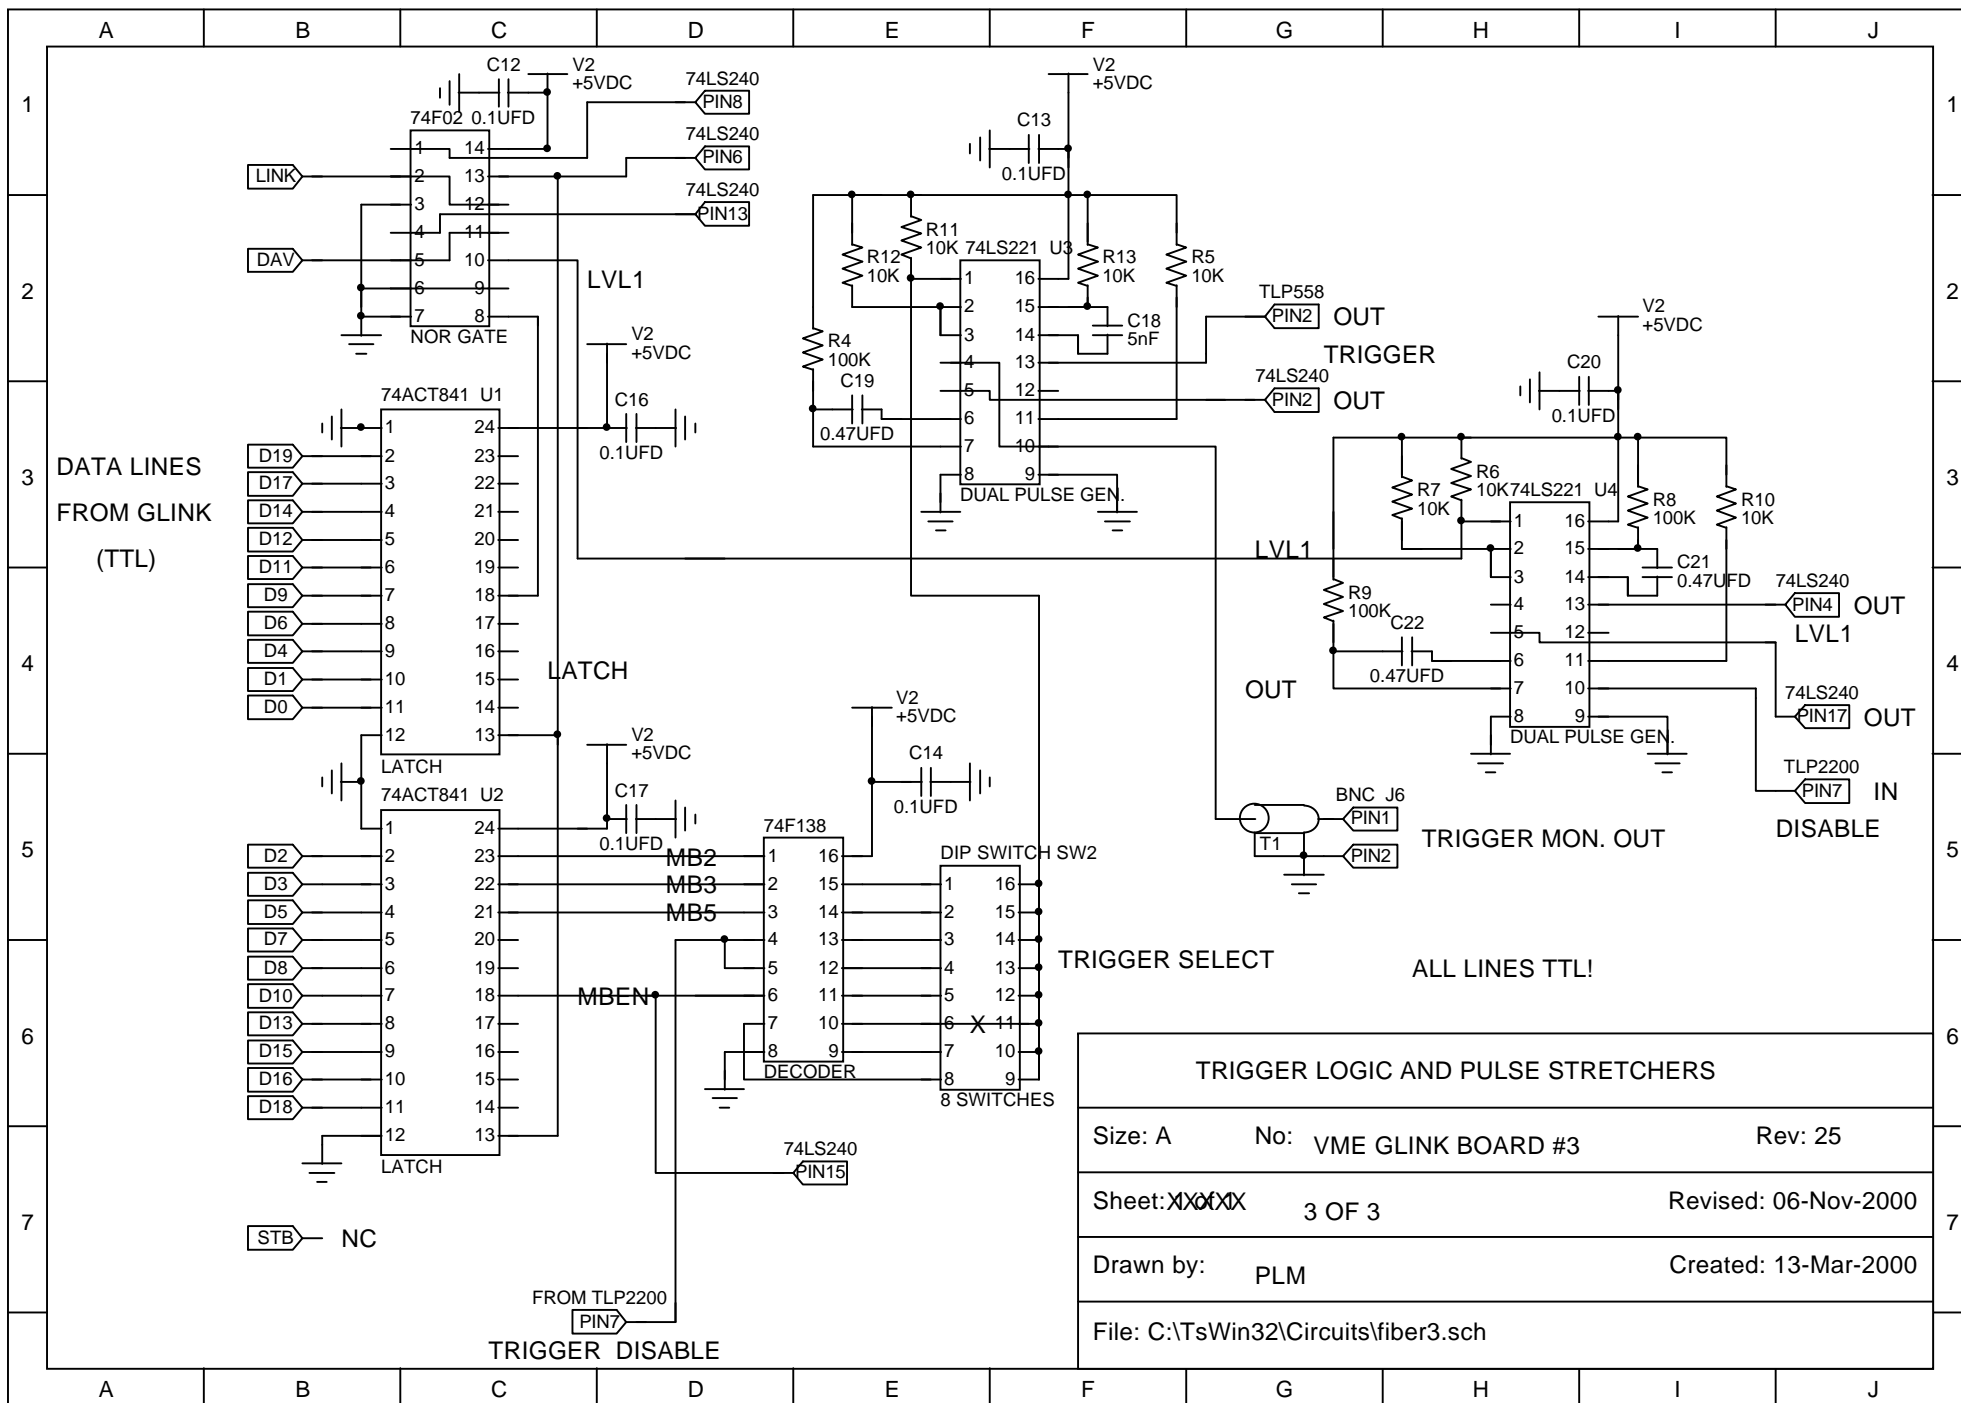 A B C D E F G H I J
1 1
2 2
3 3
4 4
5 5
6 6
7 7
C12
0.1UFD
V2
+5VDC
74F02
1 14
2 13
3 12
4 11
5 10
6 9
7 8
NOR GATE
LINK
DAV
74LS240
PIN8
74LS240
PIN6
74LS240
PIN13
LVL1
V2
+5VDC
C13
0.1UFD
R11
10K
R12
10K
74LS221 U3
R13
10K
R5
10K
R4
100K
C18
5nF
C19
0.47UFD
1 16
2 15
3 14
4 13
5 12
6 11
7 10
8 9
DUAL PULSE GEN.
TLP558
PIN2 OUT
TRIGGER
74LS240
PIN2 OUT
V2
+5VDC
C20
0.1UFD
R6
10K
R7
10K
74LS221 U4
R8
100K
R10
10K
LVL1
R9
100K
C21
0.47UFD
C22
0.47UFD
1 16
2 15
3 14
4 13
5 12
6 11
7 10
8 9
DUAL PULSE GEN.
74LS240
PIN4 OUT
LVL1
74LS240
PIN17 OUT
TLP2200
PIN7 IN
DISABLE
OUT
BNC J6
PIN1
PIN2
T1
TRIGGER MON. OUT
DATA LINES
FROM GLINK
(TTL)
V2
+5VDC
C16
0.1UFD
74ACT841 U1
1 24
D19 2 23
D17 3 22
D14 4 21
D12 5 20
D11 6 19
D9 7 18
D6 8 17
D4 9 16
D1 10 15
D0 11 14
12 13
LATCH
LATCH
V2
+5VDC
C17
0.1UFD
74ACT841 U2
1 24
D2 2 23
D3 3 22
D5 4 21
D7 5 20
D8 6 19
D10 7 18
D13 8 17
D15 9 16
D16 10 15
D18 11 14
12 13
LATCH
MB2
MB3
MB5
MBEN
V2
+5VDC
C14
0.1UFD
74F138
1 16
2 15
3 14
4 13
5 12
6 11
7 10
8 9
DECODER
DIP SWITCH SW2
1 16
2 15
3 14
4 13
5 12
6 X 11
7 10
8 9
8 SWITCHES
TRIGGER SELECT
ALL LINES TTL!
74LS240
PIN15
STB NC
FROM TLP2200
PIN7
TRIGGER DISABLE
TRIGGER LOGIC AND PULSE STRETCHERS
Size: A No: VME GLINK BOARD #3 Rev: 25
Sheet: 3 OF 3 Revised: 06-Nov-2000
Drawn by: PLM Created: 13-Mar-2000
File: C:\TsWin32\Circuits\fiber3.sch
A B C D E F G H I J